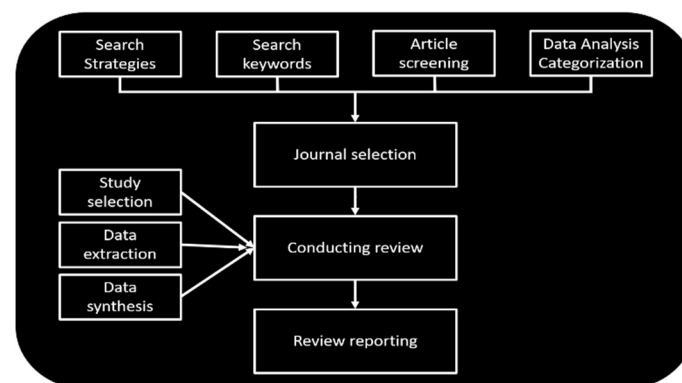 Search
Strategies
Search
keywords
Article
screening
Data Analysis
Categorization
Journal selection
Study
selection
Data
extraction
Conducting review
Data
synthesis
Review reporting